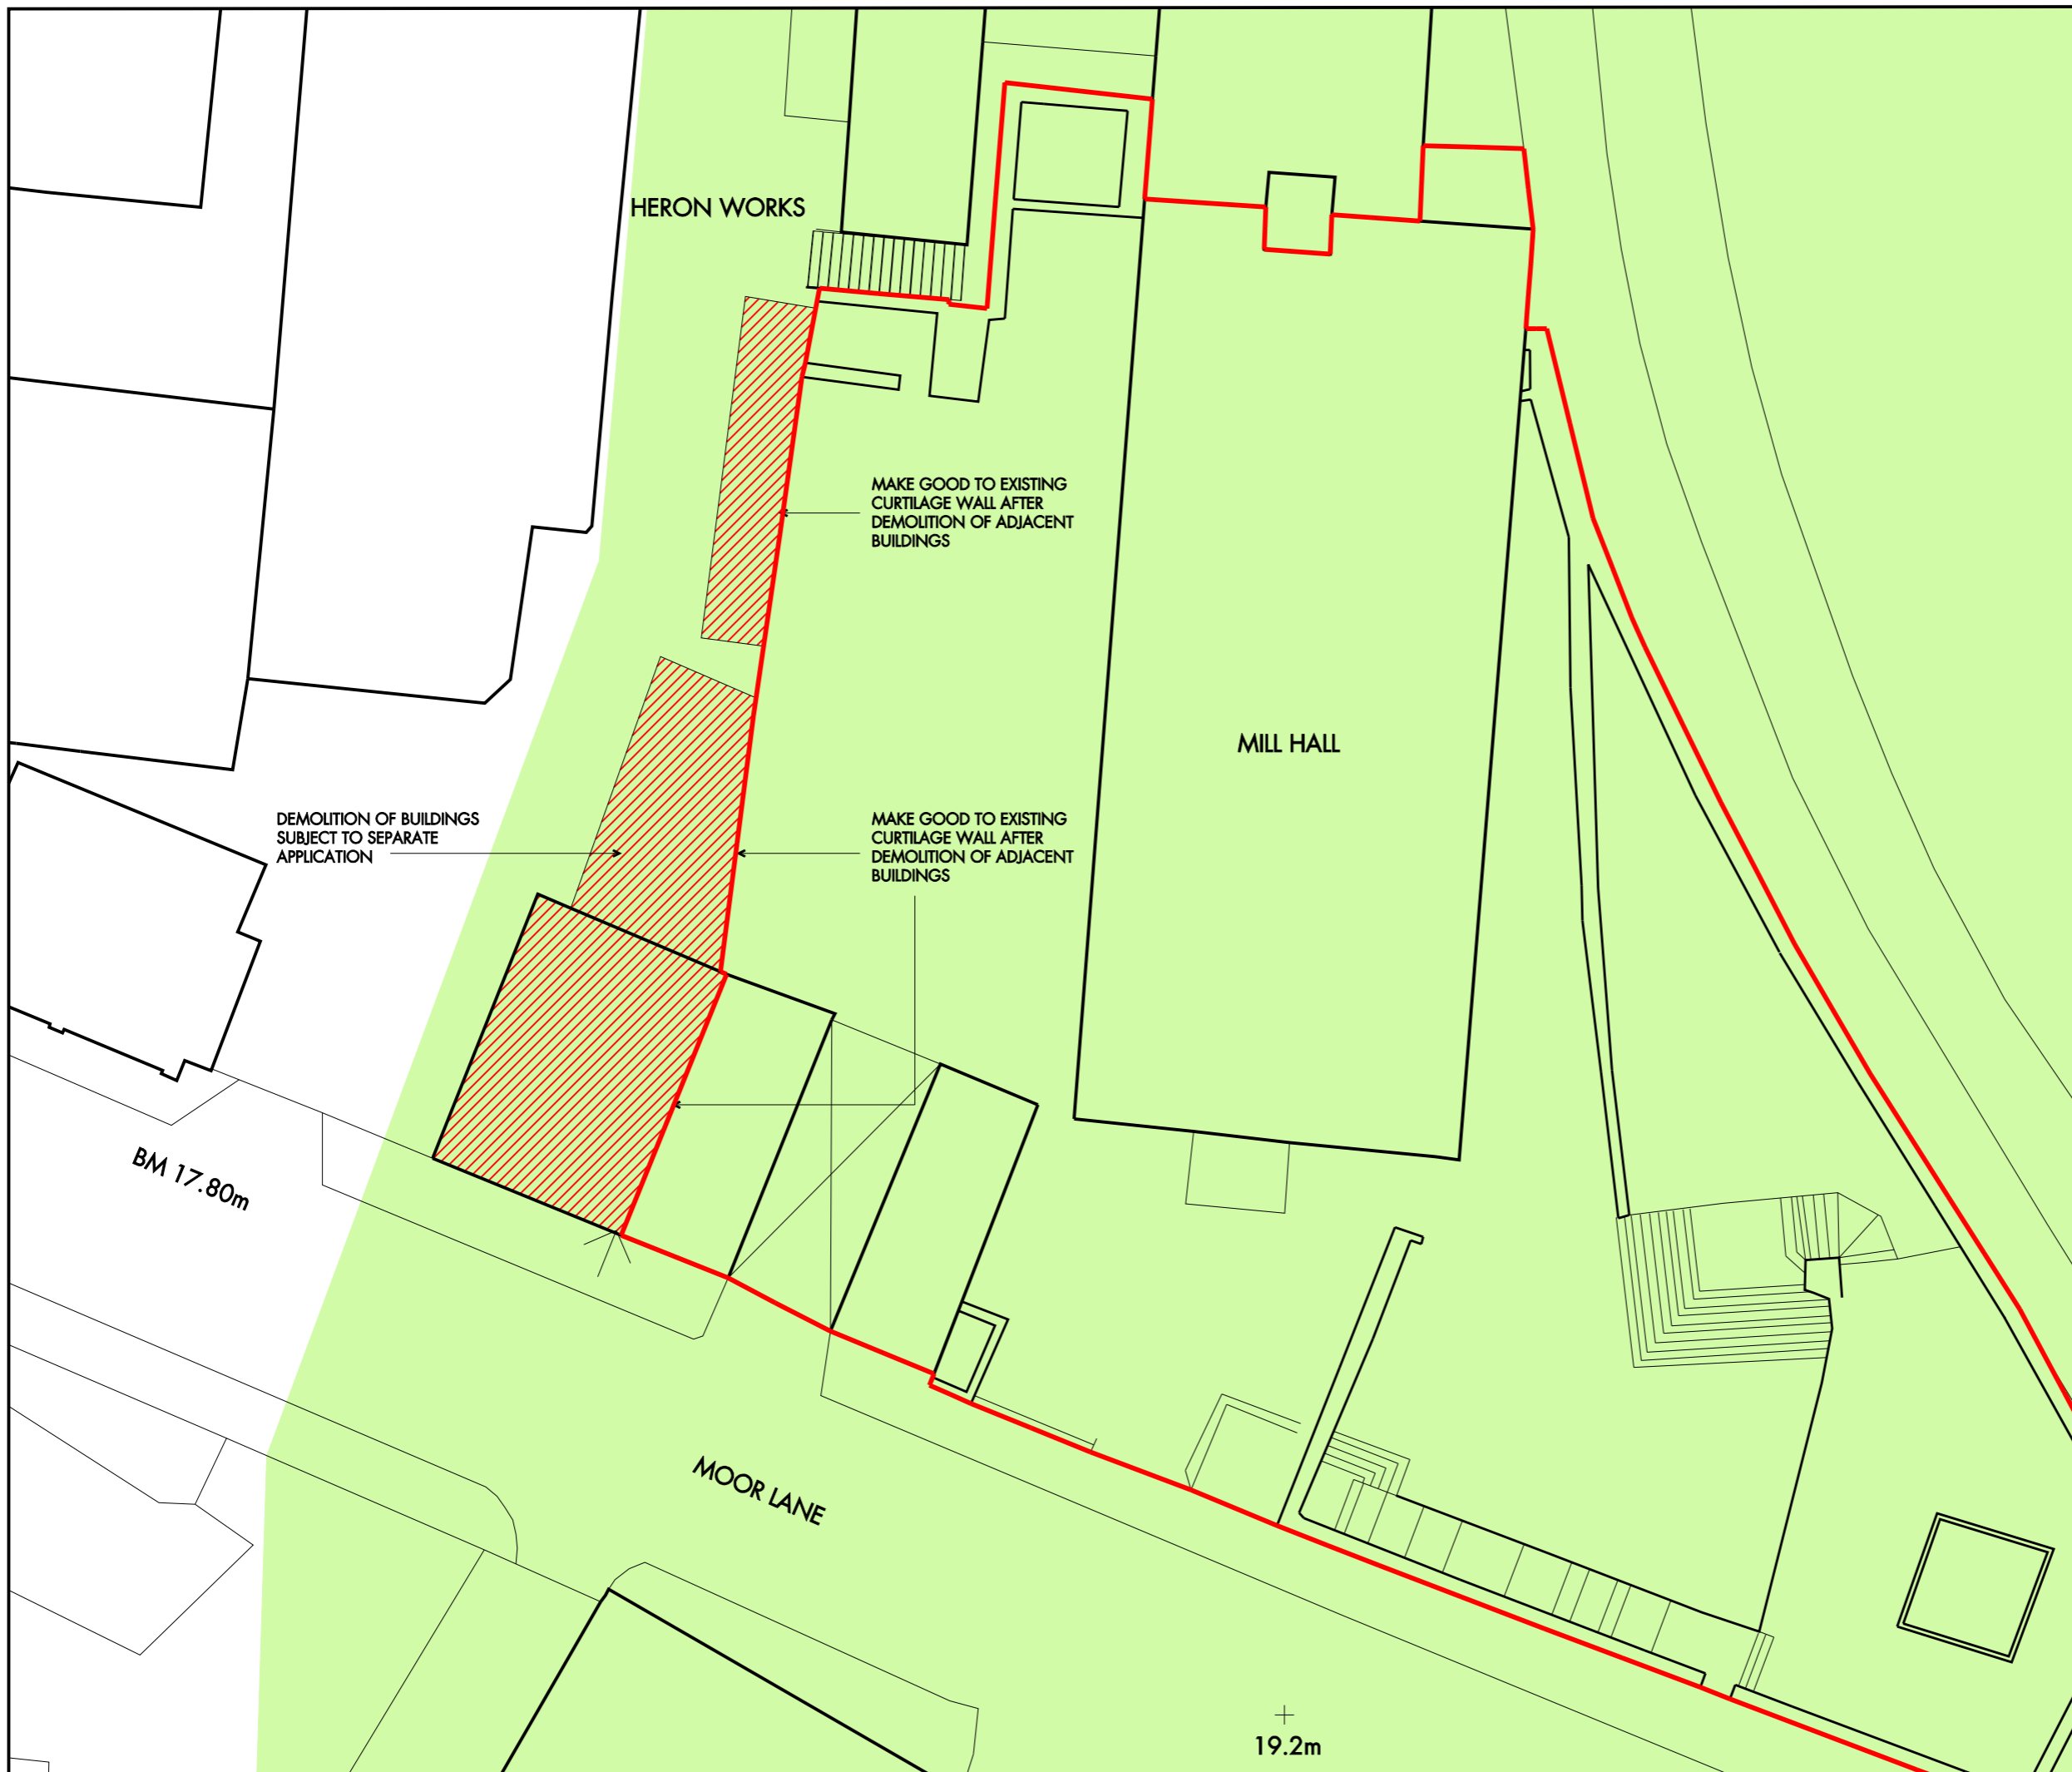 HERON WORKS
MAKE GOOD TO EXISTING
CURTILAGE WALL AFTER
DEMOLITION OF ADJACENT
BUILDINGS
MILL HALL
DEMOLITION OF BUILDINGS
SUBJECT TO SEPARATE
APPLICATION
MAKE GOOD TO EXISTING
CURTILAGE WALL AFTER
DEMOLITION OF ADJACENT
BUILDINGS
BM 17.80m
MOOR LANE
19.2m